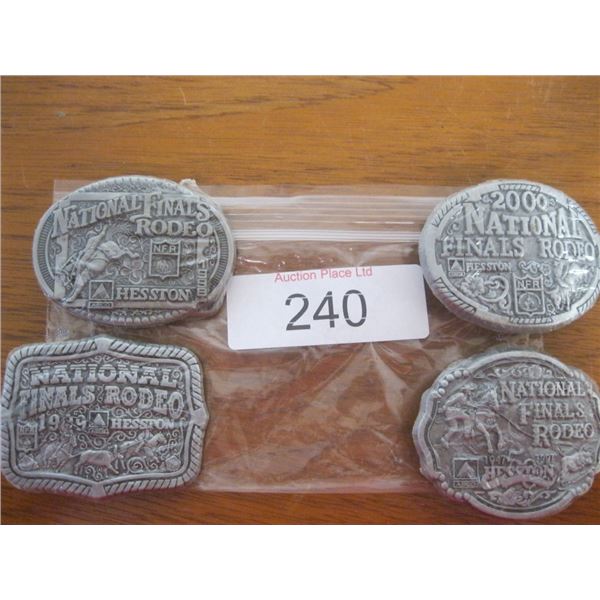 NATIONAL FINALS
RODEO
NFR
HESSTON
2000
NATIONAL
FINALS RODEO
HESSTON
NFR
Auction Place Ltd
240
NATIONAL
FINALS RODEO
HESSTON
NATIONAL
FINALS
RODEO
HESSTON